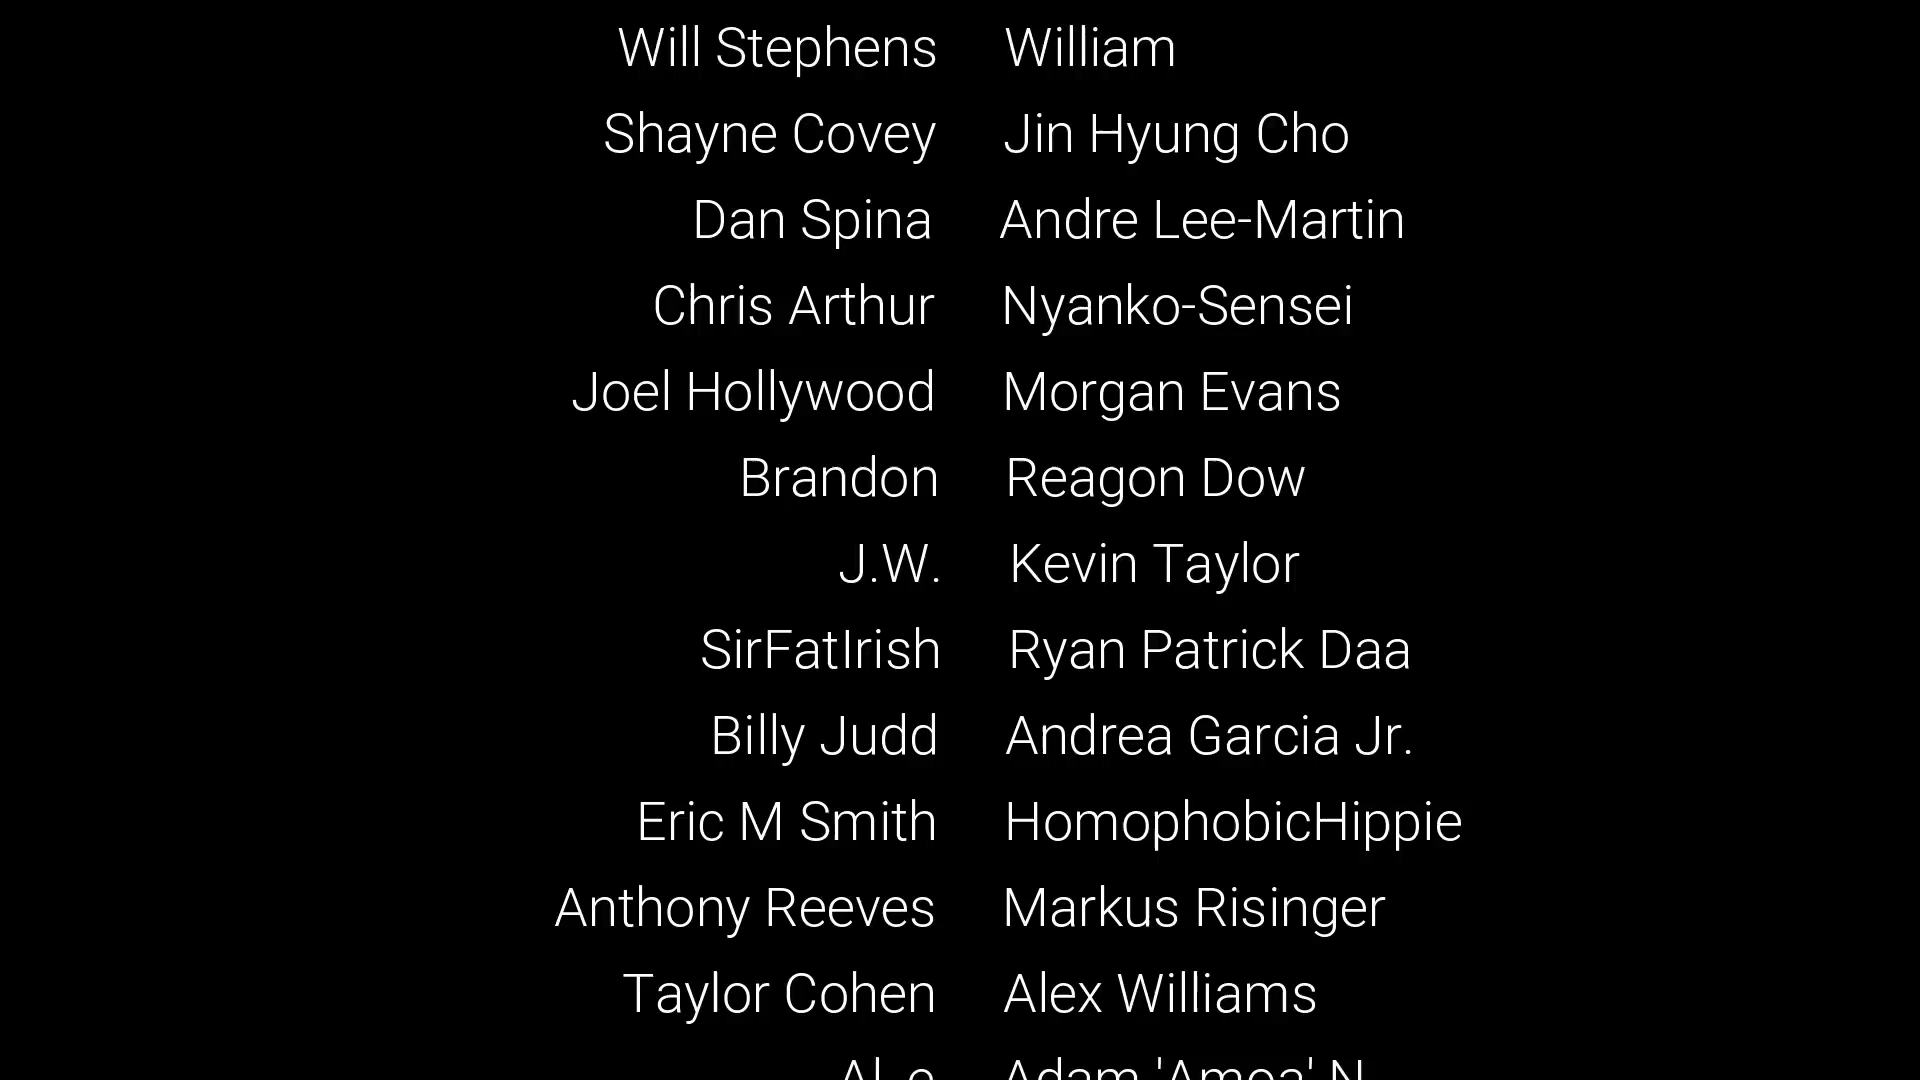 Will Stephens William
Shayne Covey Jin Hyung Cho
Dan Spina Andre Lee-Martin
Chris Arthur Nyanko-Sensei
Joel Hollywood Morgan Evans
Brandon Reagon Dow
J.W. Kevin Taylor
SirFatIrish Ryan Patrick Daa
Billy Judd Andrea Garcia Jr.
Eric M Smith HomophobicHippie
Anthony Reeves Markus Risinger
Taylor Cohen Alex Williams
Adam